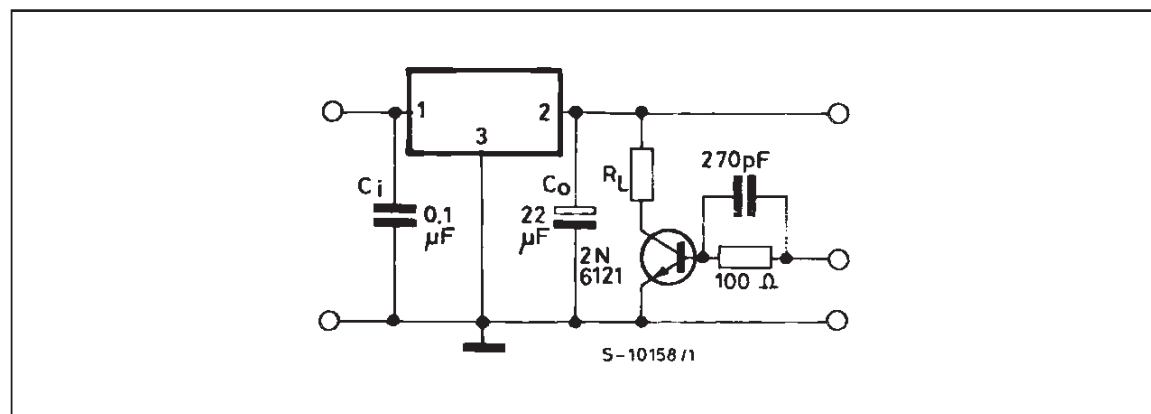 1
2
3
Ci
0.1
µF
Co
22
µF
2N
6121
RL
270pF
100 Ω
S-10158/1